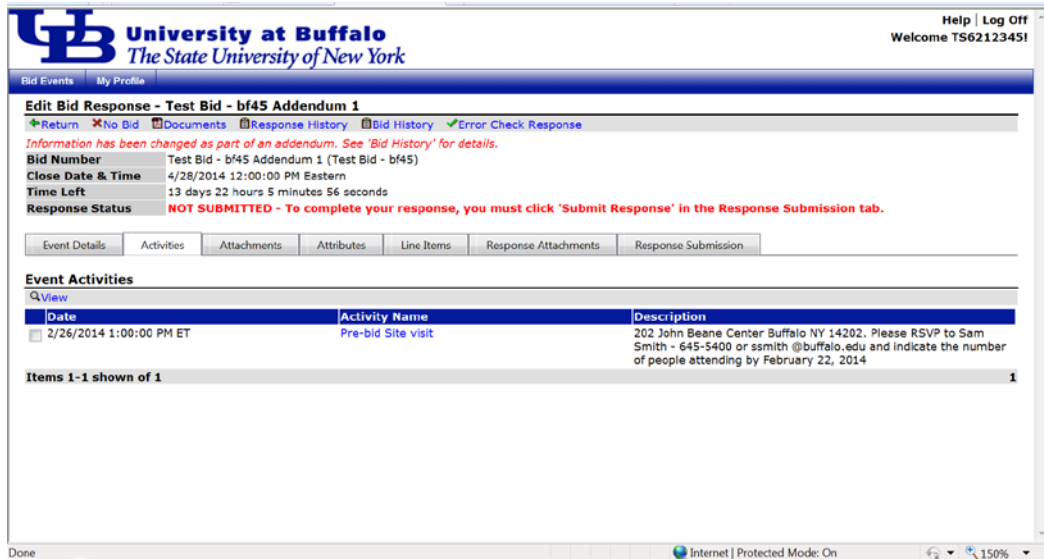 Help | Log Off
Welcome TS6212345!
UB University at Buffalo
The State University of New York
Bid Events My Profile
Edit Bid Response - Test Bid - bf45 Addendum 1
Return No Bid Documents Response History Bid History Error Check Response
Information has been changed as part of an addendum. See 'Bid History' for details.
Bid Number Test Bid - bf45 Addendum 1 (Test Bid - bf45)
Close Date & Time 4/28/2014 12:00:00 PM Eastern
Time Left 13 days 22 hours 5 minutes 56 seconds
Response Status NOT SUBMITTED - To complete your response, you must click 'Submit Response' in the Response Submission tab.
Event Details Activities Attachments Attributes Line Items Response Attachments Response Submission
Event Activities
View
Date Activity Name Description
2/26/2014 1:00:00 PM ET Pre-bid Site visit 202 John Beane Center Buffalo NY 14202. Please RSVP to Sam
Smith - 645-5400 or ssmith @buffalo.edu and indicate the number
of people attending by February 22, 2014
Items 1-1 shown of 1 1
Done Internet | Protected Mode: On 150%